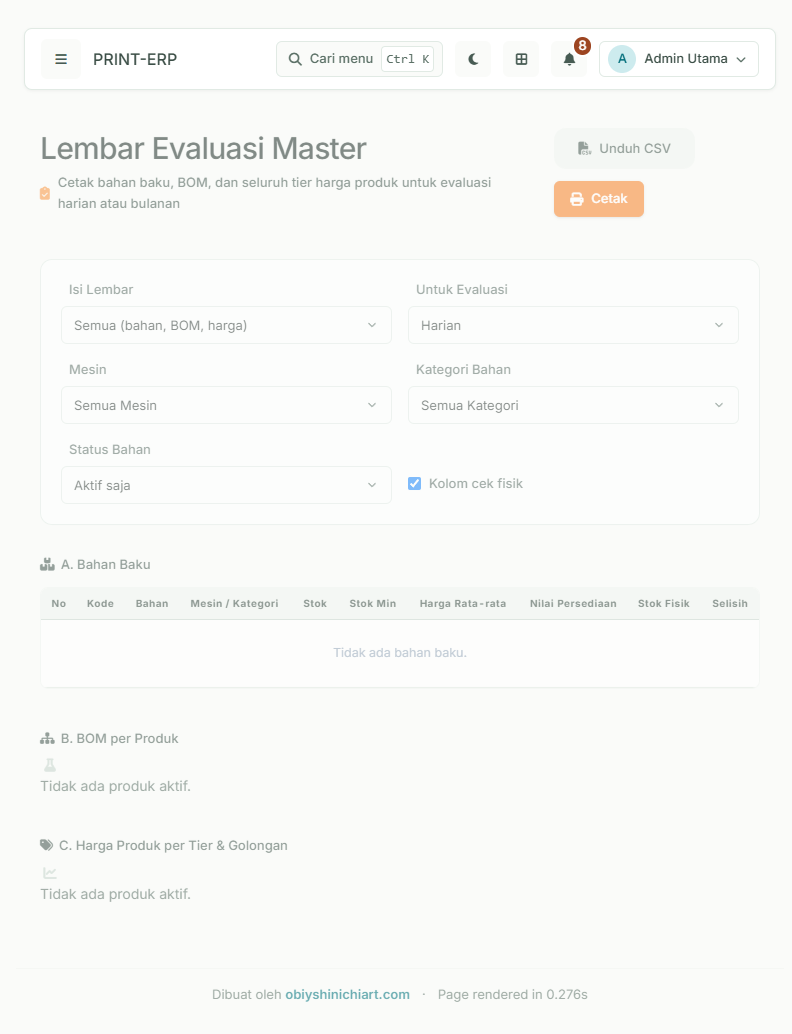 PRINT-ERP
Cari menu Ctrl K
8
A Admin Utama
Lembar Evaluasi Master
Cetak bahan baku, BOM, dan seluruh tier harga produk untuk evaluasi
harian atau bulanan
Unduh CSV
Cetak
Isi Lembar
Semua (bahan, BOM, harga)
Untuk Evaluasi
Harian
Mesin
Semua Mesin
Kategori Bahan
Semua Kategori
Status Bahan
Aktif saja
Kolom cek fisik
A. Bahan Baku
No Kode Bahan Mesin / Kategori Stok Stok Min Harga Rata-rata Nilai Persediaan Stok Fisik Selisih
Tidak ada bahan baku.
B. BOM per Produk
Tidak ada produk aktif.
C. Harga Produk per Tier & Golongan
Tidak ada produk aktif.
Dibuat oleh obiyshinichiart.com · Page rendered in 0.276s